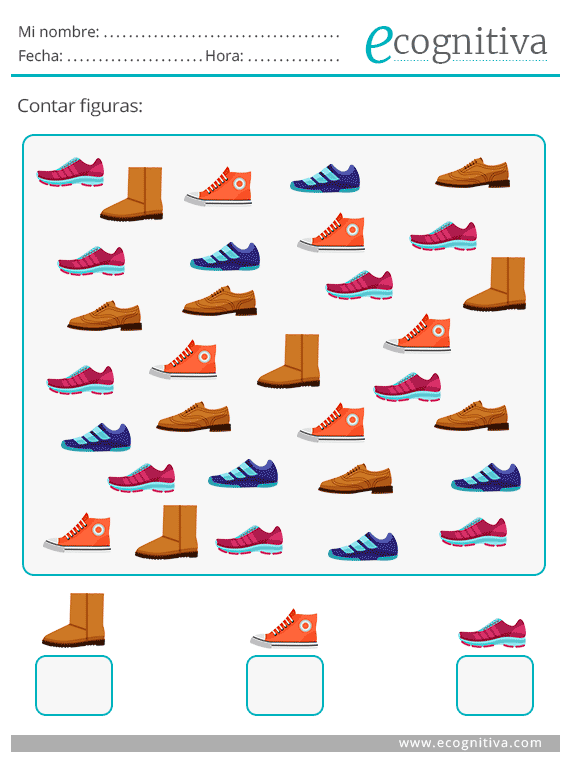 Mi nombre: ....................................
ecognitiva
Fecha: ....................... Hora: ..............
Contar figuras:
www.ecognitiva.com